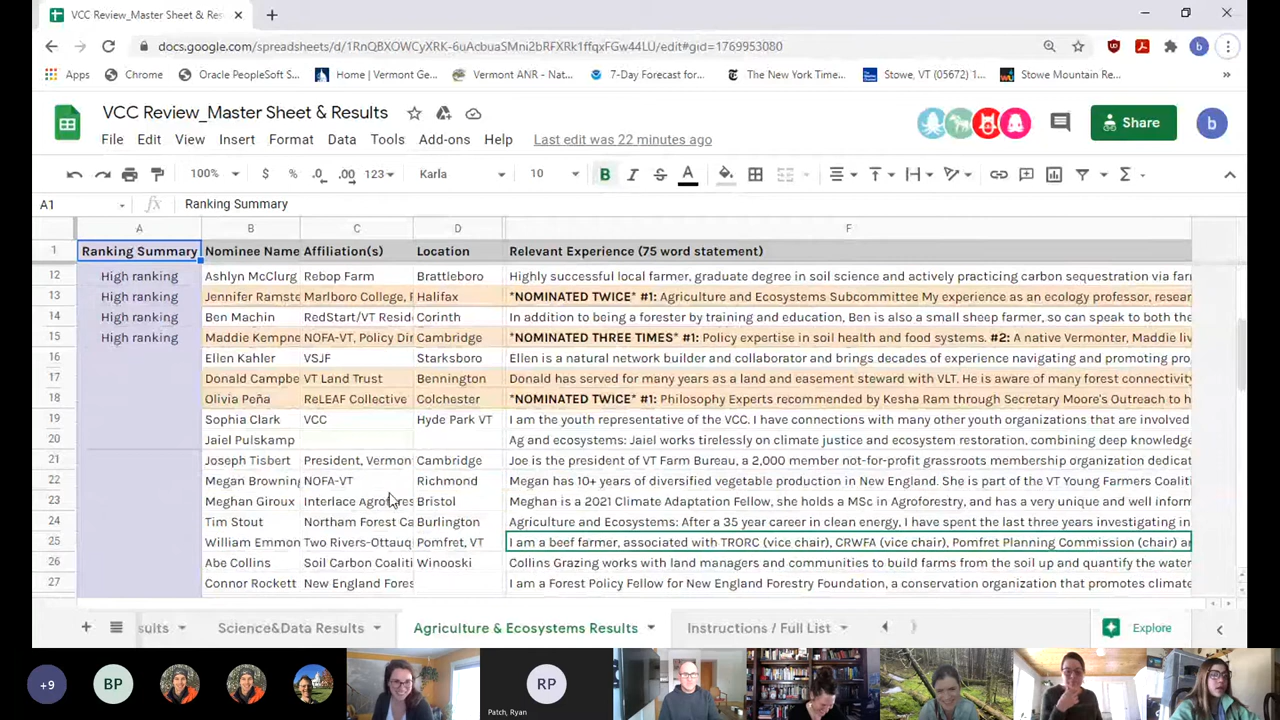 VCC Review_Master Sheet & Res
docs.google.com/spreadsheets/d/1RnQBXOWCyXRK-6uAcbuaSMni2bRFXRk1ffqxFGw44LU/edit#gid=1769953080
b
Apps Chrome Oracle PeopleSoft S... Home | Vermont Ge... Vermont ANR - Nat... 7-Day Forecast for... The New York Time... Stowe, VT (05672) 1... Stowe Mountain Re... »
VCC Review_Master Sheet & Results
Share
b
File Edit View Insert Format Data Tools Add-ons Help Last edit was 22 minutes ago
100% $ % .0 .00 123 Karla 10 B I S A
A1 fx Ranking Summary
A B C D F
1 Ranking Summary Nominee Name Affiliation(s) Location Relevant Experience (75 word statement)
12 High ranking Ashlyn McClurg Rebop Farm Brattleboro Highly successful local farmer, graduate degree in soil science and actively practicing carbon sequestration via far
13 High ranking Jennifer Ramste Marlboro College, Halifax *NOMINATED TWICE* #1: Agriculture and Ecosystems Subcommittee My experience as an ecology professor, resear
14 High ranking Ben Machin RedStart/VT Resid Corinth In addition to being a forester by training and education, Ben is also a small sheep farmer, so can speak to both the
15 High ranking Maddie Kempne NOFA-VT, Policy Dir Cambridge *NOMINATED THREE TIMES* #1: Policy expertise in soil health and food systems. #2: A native Vermonter, Maddie liv
16 Ellen Kahler VSJF Starksboro Ellen is a natural network builder and collaborator and brings decades of experience navigating and promoting pro
17 Donald Campbe VT Land Trust Bennington Donald has served for many years as a land and easement steward with VLT. He is aware of many forest connectivity
18 Olivia Peña ReLEAF Collective Colchester *NOMINATED TWICE* #1: Philosophy Experts recommended by Kesha Ram through Secretary Moore's Outreach to h
19 Sophia Clark VCC Hyde Park VT I am the youth representative of the VCC. I have connections with many other youth organizations that are involved
20 Jaiel Pulskamp Ag and ecosystems: Jaiel works tirelessly on climate justice and ecosystem restoration, combining deep knowledge
21 Joseph Tisbert President, Vermon Cambridge Joe is the president of VT Farm Bureau, a 2,000 member not-for-profit grassroots membership organization dedicat
22 Megan Browning NOFA-VT Richmond Megan has 10+ years of diversified vegetable production in New England. She is part of the VT Young Farmers Coaliti
23 Meghan Giroux Interlace Agrofores Bristol Meghan is a 2021 Climate Adaptation Fellow, she holds a MSc in Agroforestry, and has a very unique and well inform
24 Tim Stout Northam Forest Ca Burlington Agriculture and Ecosystems: After a 35 year career in clean energy, I have spent the last three years investigating in
25 William Emmon Two Rivers-Ottauq Pomfret, VT I am a beef farmer, associated with TRORC (vice chair), CRWFA (vice chair), Pomfret Planning Commission (chair) ar
26 Abe Collins Soil Carbon Coaliti Winooski Collins Grazing works with land managers and communities to build farms from the soil up and quantify the water
27 Connor Rockett New England Fores I am a Forest Policy Fellow for New England Forestry Foundation, a conservation organization that promotes climate
sults Science&Data Results Agriculture & Ecosystems Results Instructions / Full List Explore
+9 BP RP
Patch, Ryan